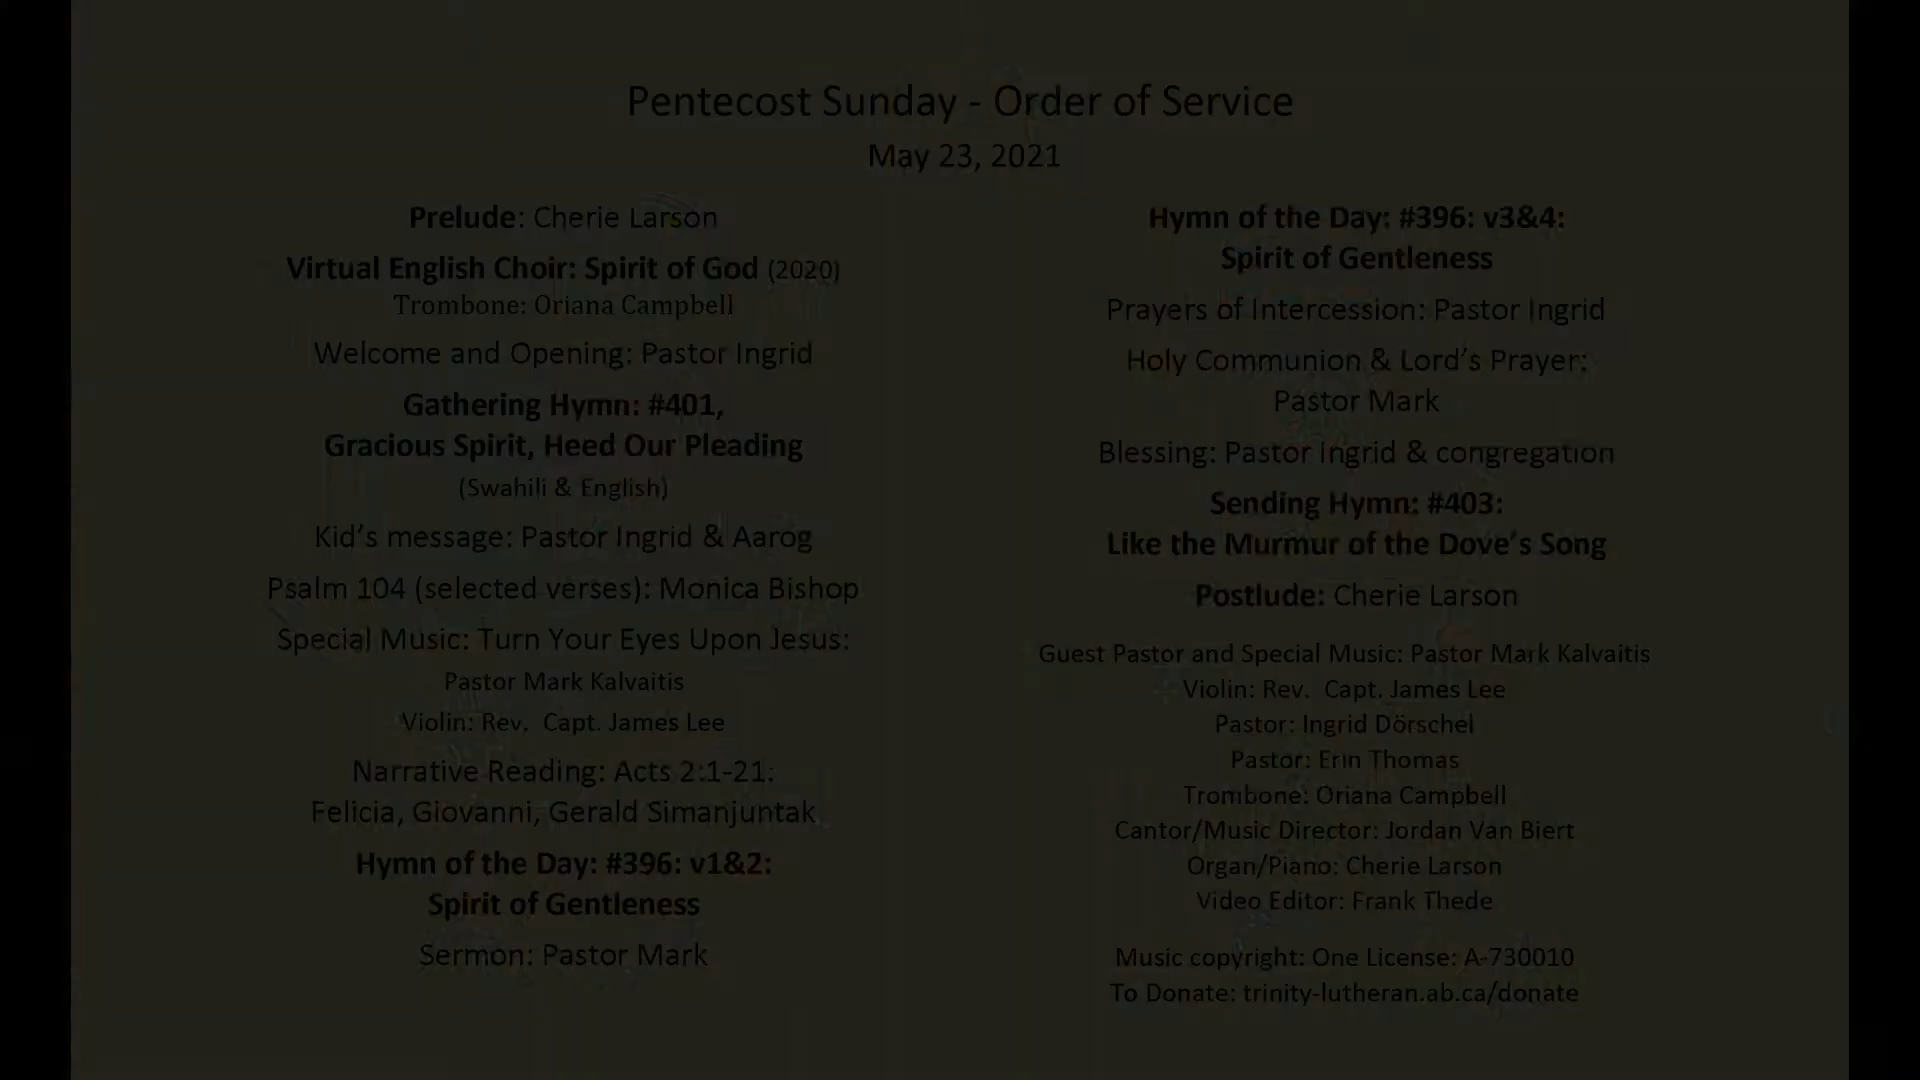 Pentecost Sunday - Order of Service
May 23, 2021
Prelude: Cherie Larson
Virtual English Choir: Spirit of God (2020)
Trombone: Oriana Campbell
Welcome and Opening: Pastor Ingrid
Gathering Hymn: #401,
Gracious Spirit, Heed Our Pleading
(Swahili & English)
Kid's message: Pastor Ingrid & Aarog
Psalm 104 (selected verses): Monica Bishop
Special Music: Turn Your Eyes Upon Jesus:
Pastor Mark Kalvaitis
Violin: Rev. Capt. James Lee
Narrative Reading: Acts 2:1-21:
Felicia, Giovanni, Gerald Simanjuntak
Hymn of the Day: #396: v1&2:
Spirit of Gentleness
Sermon: Pastor Mark
Hymn of the Day: #396: v3&4:
Spirit of Gentleness
Prayers of Intercession: Pastor Ingrid
Holy Communion & Lord's Prayer:
Pastor Mark
Blessing: Pastor Ingrid & congregation
Sending Hymn: #403:
Like the Murmur of the Dove's Song
Postlude: Cherie Larson
Guest Pastor and Special Music: Pastor Mark Kalvaitis
Violin: Rev. Capt. James Lee
Pastor: Ingrid Dörschel
Pastor: Erin Thomas
Trombone: Oriana Campbell
Cantor/Music Director: Jordan Van Biert
Organ/Piano: Cherie Larson
Video Editor: Frank Thede
Music copyright: One License: A-730010
To Donate: trinity-lutheran.ab.ca/donate